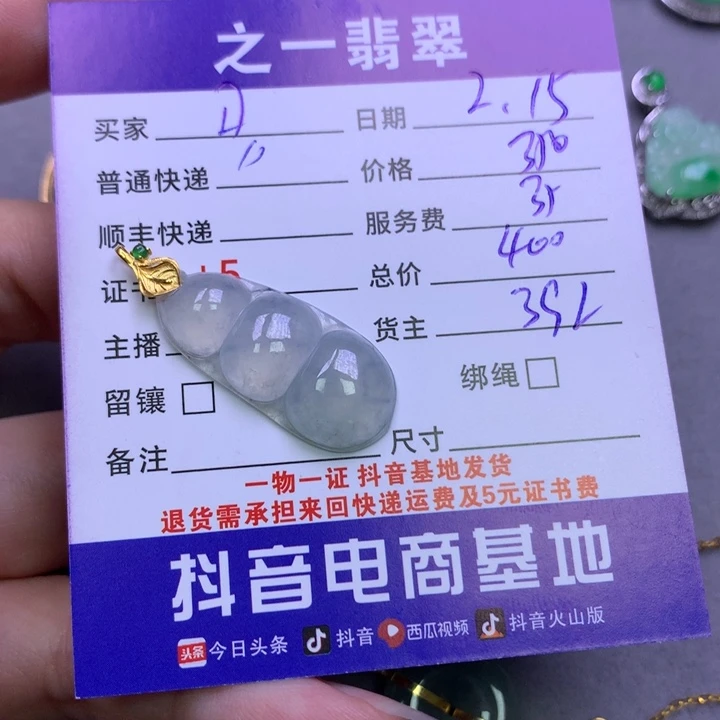 之一翡翠
买家
日期 2.15
普通快递
价格
顺丰快递
服务费 35
证书 +5
总价 400
主播
货主
留镶
绑绳
备注
尺寸
一物一证 抖音基地发货
退货需承担来回快递运费及5元证书费
抖音电商基地
头条 今日头条 抖音 西瓜视频 抖音火山版